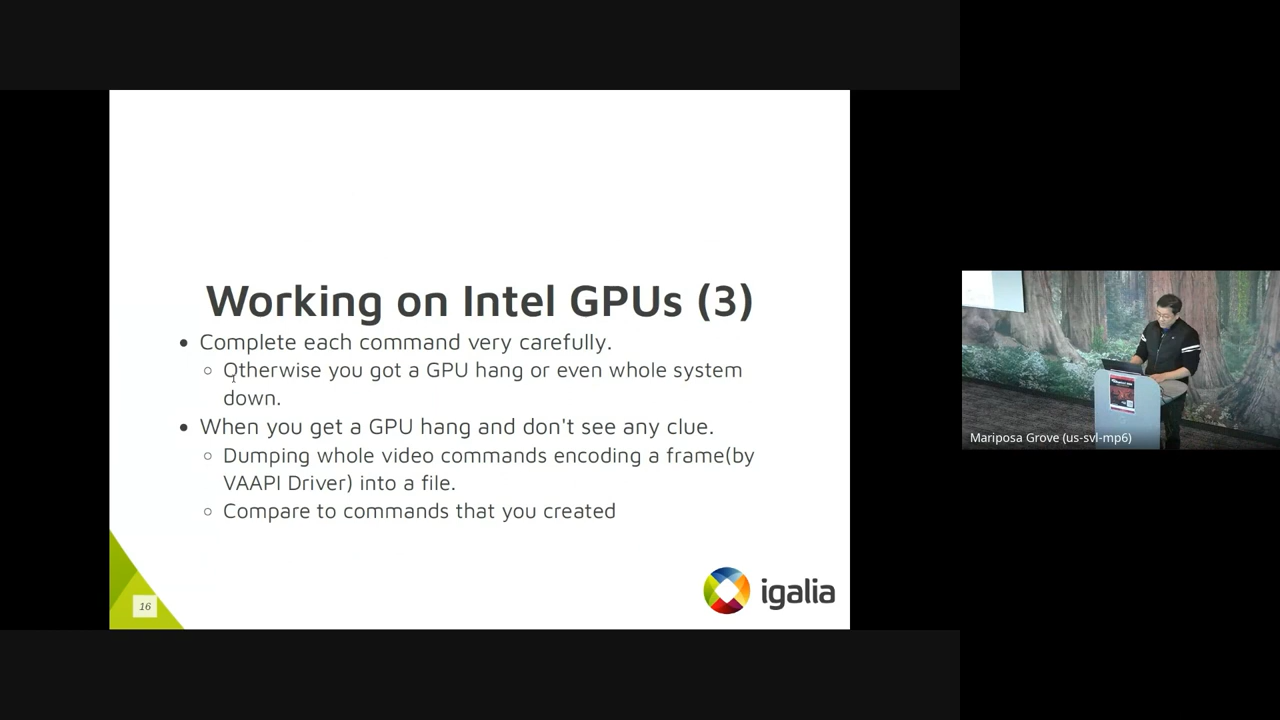 Working on Intel GPUs (3)
• Complete each command very carefully.
◦ Otherwise you got a GPU hang or even whole system
down.
• When you get a GPU hang and don't see any clue.
◦ Dumping whole video commands encoding a frame(by
VAAPI Driver) into a file.
◦ Compare to commands that you created
16
igalia
Mariposa Grove (us-svl-mp6)